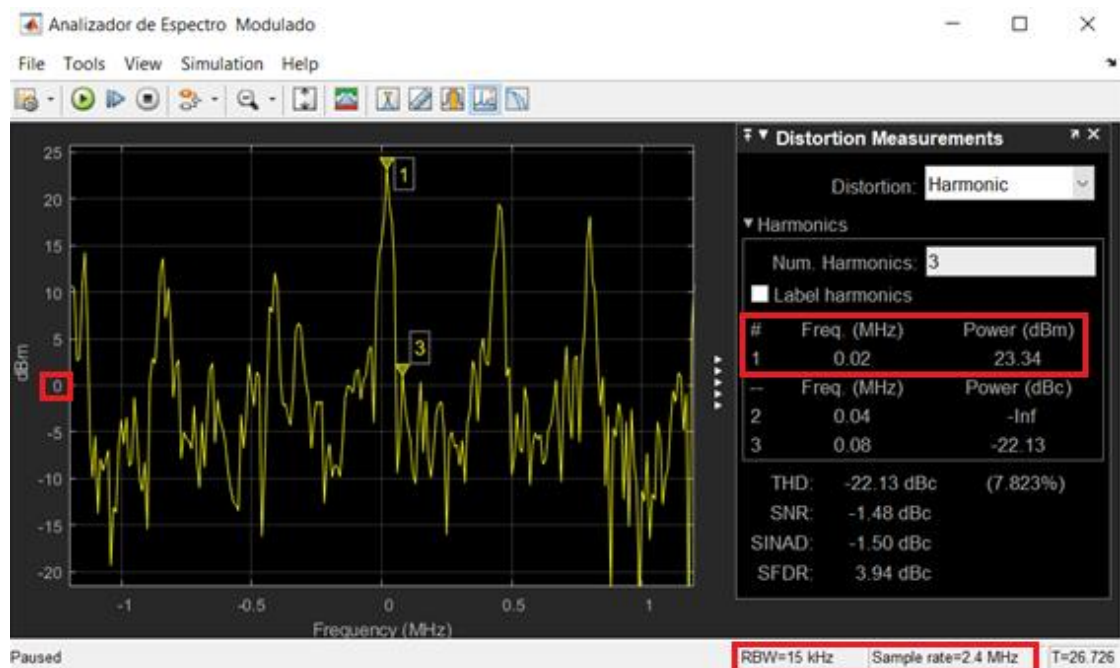 Analizador de Espectro Modulado
File Tools View Simulation Help
25
20
15
10
5
0
-5
-10
-15
-20
dBm
1
3
-1
-0.5
0
0.5
1
Frequency (MHz)
Distortion Measurements
Distortion: Harmonic
Harmonics
Num. Harmonics: 3
Label harmonics
# Freq. (MHz) Power (dBm)
1 0.02 23.34
-- Freq. (MHz) Power (dBc)
2 0.04 -Inf
3 0.08 -22.13
THD: -22.13 dBc (7.823%)
SNR: -1.48 dBc
SINAD: -1.50 dBc
SFDR: 3.94 dBc
Paused
RBW=15 kHz Sample rate=2.4 MHz T=26.726